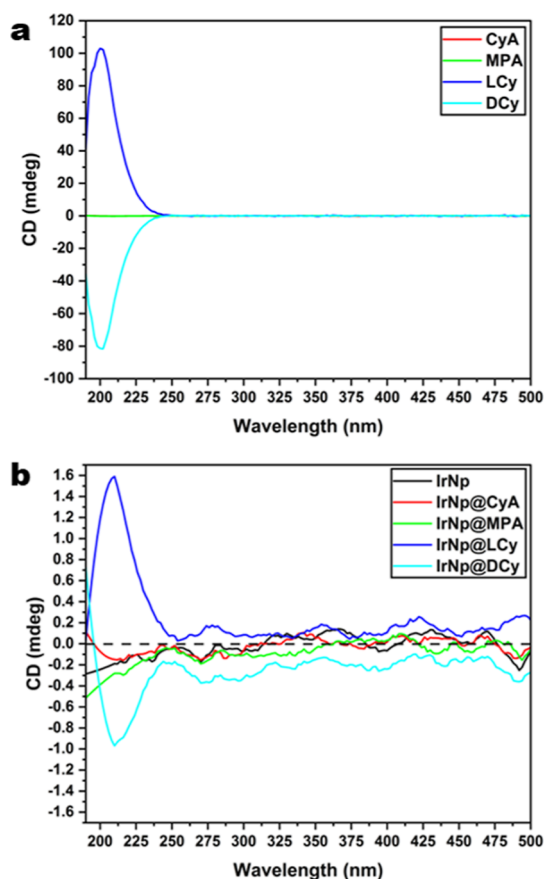 a
CyA
MPA
LCy
DCy
120
100
80
60
40
20
0
-20
-40
-60
-80
-100
CD (mdeg)
200 225 250 275 300 325 350 375 400 425 450 475 500
Wavelength (nm)
b
IrNp
IrNp@CyA
IrNp@MPA
IrNp@LCy
IrNp@DCy
1.6
1.4
1.2
1.0
0.8
0.6
0.4
0.2
0.0
-0.2
-0.4
-0.6
-0.8
-1.0
-1.2
-1.4
-1.6
CD (mdeg)
200 225 250 275 300 325 350 375 400 425 450 475 500
Wavelength (nm)